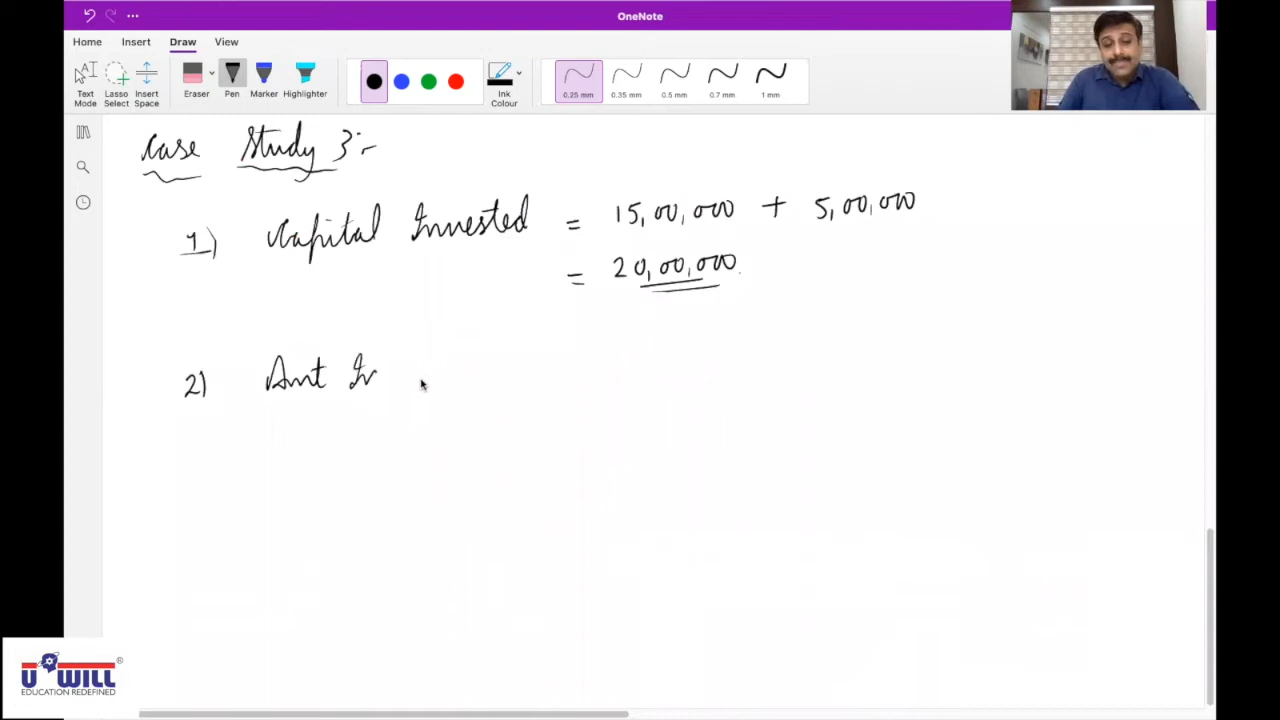 OneNote
Home Insert Draw View
Text Mode
Lasso Select
Insert Space
Eraser
Pen
Marker
Highlighter
Ink Colour
0.25 mm 0.35 mm 0.5 mm 0.7 mm 1 mm
Case Study 3:-
1) Capital Invested = 15,00,000 + 5,00,000
= 20,00,000.
2) Amt In
U WILL ®
EDUCATION REDEFINED